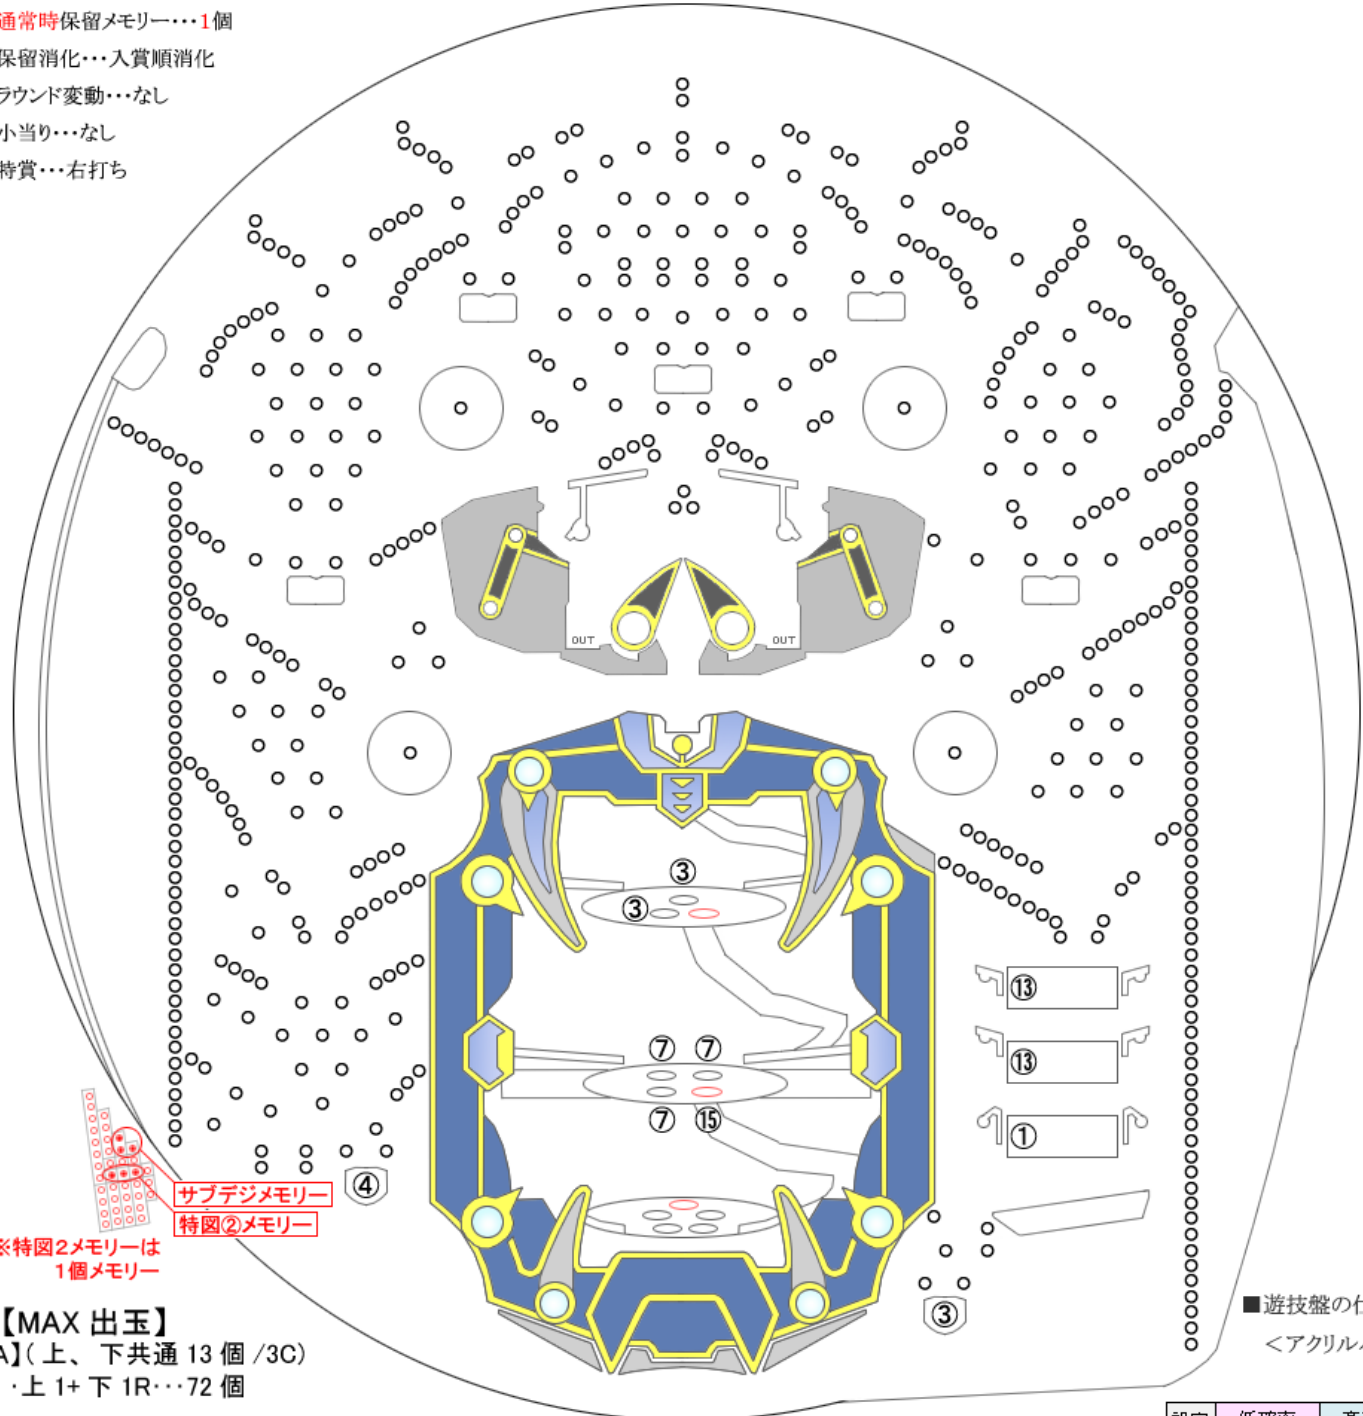 通常時保留メモリー・・・1個
保留消化・・・入賞順消化
ラウンド変動・・・なし
小当り・・・なし
特賞・・・右打ち
OUT
OUT
③
③
⑬
⑦ ⑦
⑬
⑦ ⑮
①
④
サブデジメモリー
特図②メモリー
※特図2メモリーは
1個メモリー
③
【MAX 出玉】
A】( 上、下共通 13 個 /3C)
・上 1+ 下 1R・・・72 個
■遊技盤の仕
＜アクリル